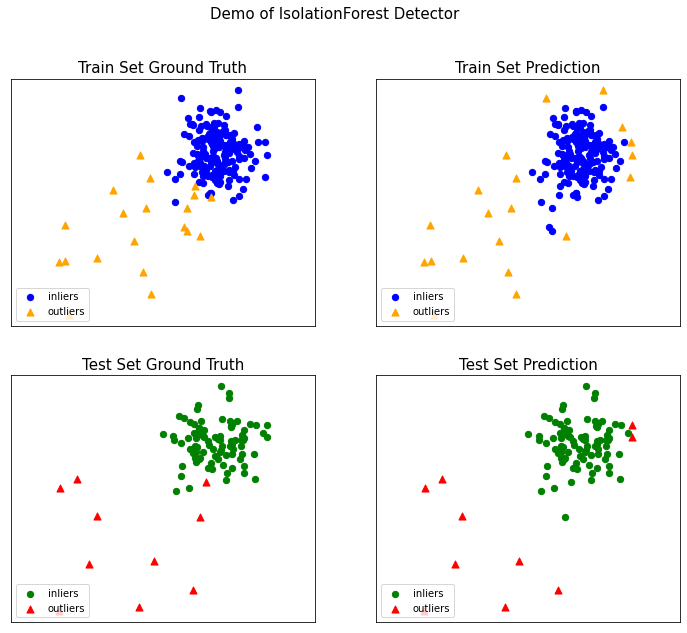 Demo of IsolationForest Detector
Train Set Ground Truth
Train Set Prediction
inliers
outliers
inliers
outliers
Test Set Ground Truth
Test Set Prediction
inliers
outliers
inliers
outliers